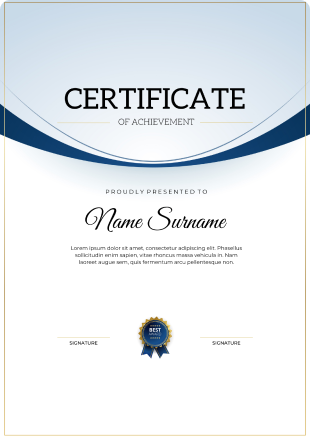 CERTIFICATE
OF ACHIEVEMENT
PROUDLY PRESENTED TO
Name Surname
Lorem ipsum dolor sit amet, consectetur adipiscing elit. Phasellus
sollicitudin enim sapien, vitae rhoncus massa vehicula in. Nam
laoreet augue sem, quis fermentum arcu pellentesque non.
BEST
SIGNATURE
SIGNATURE